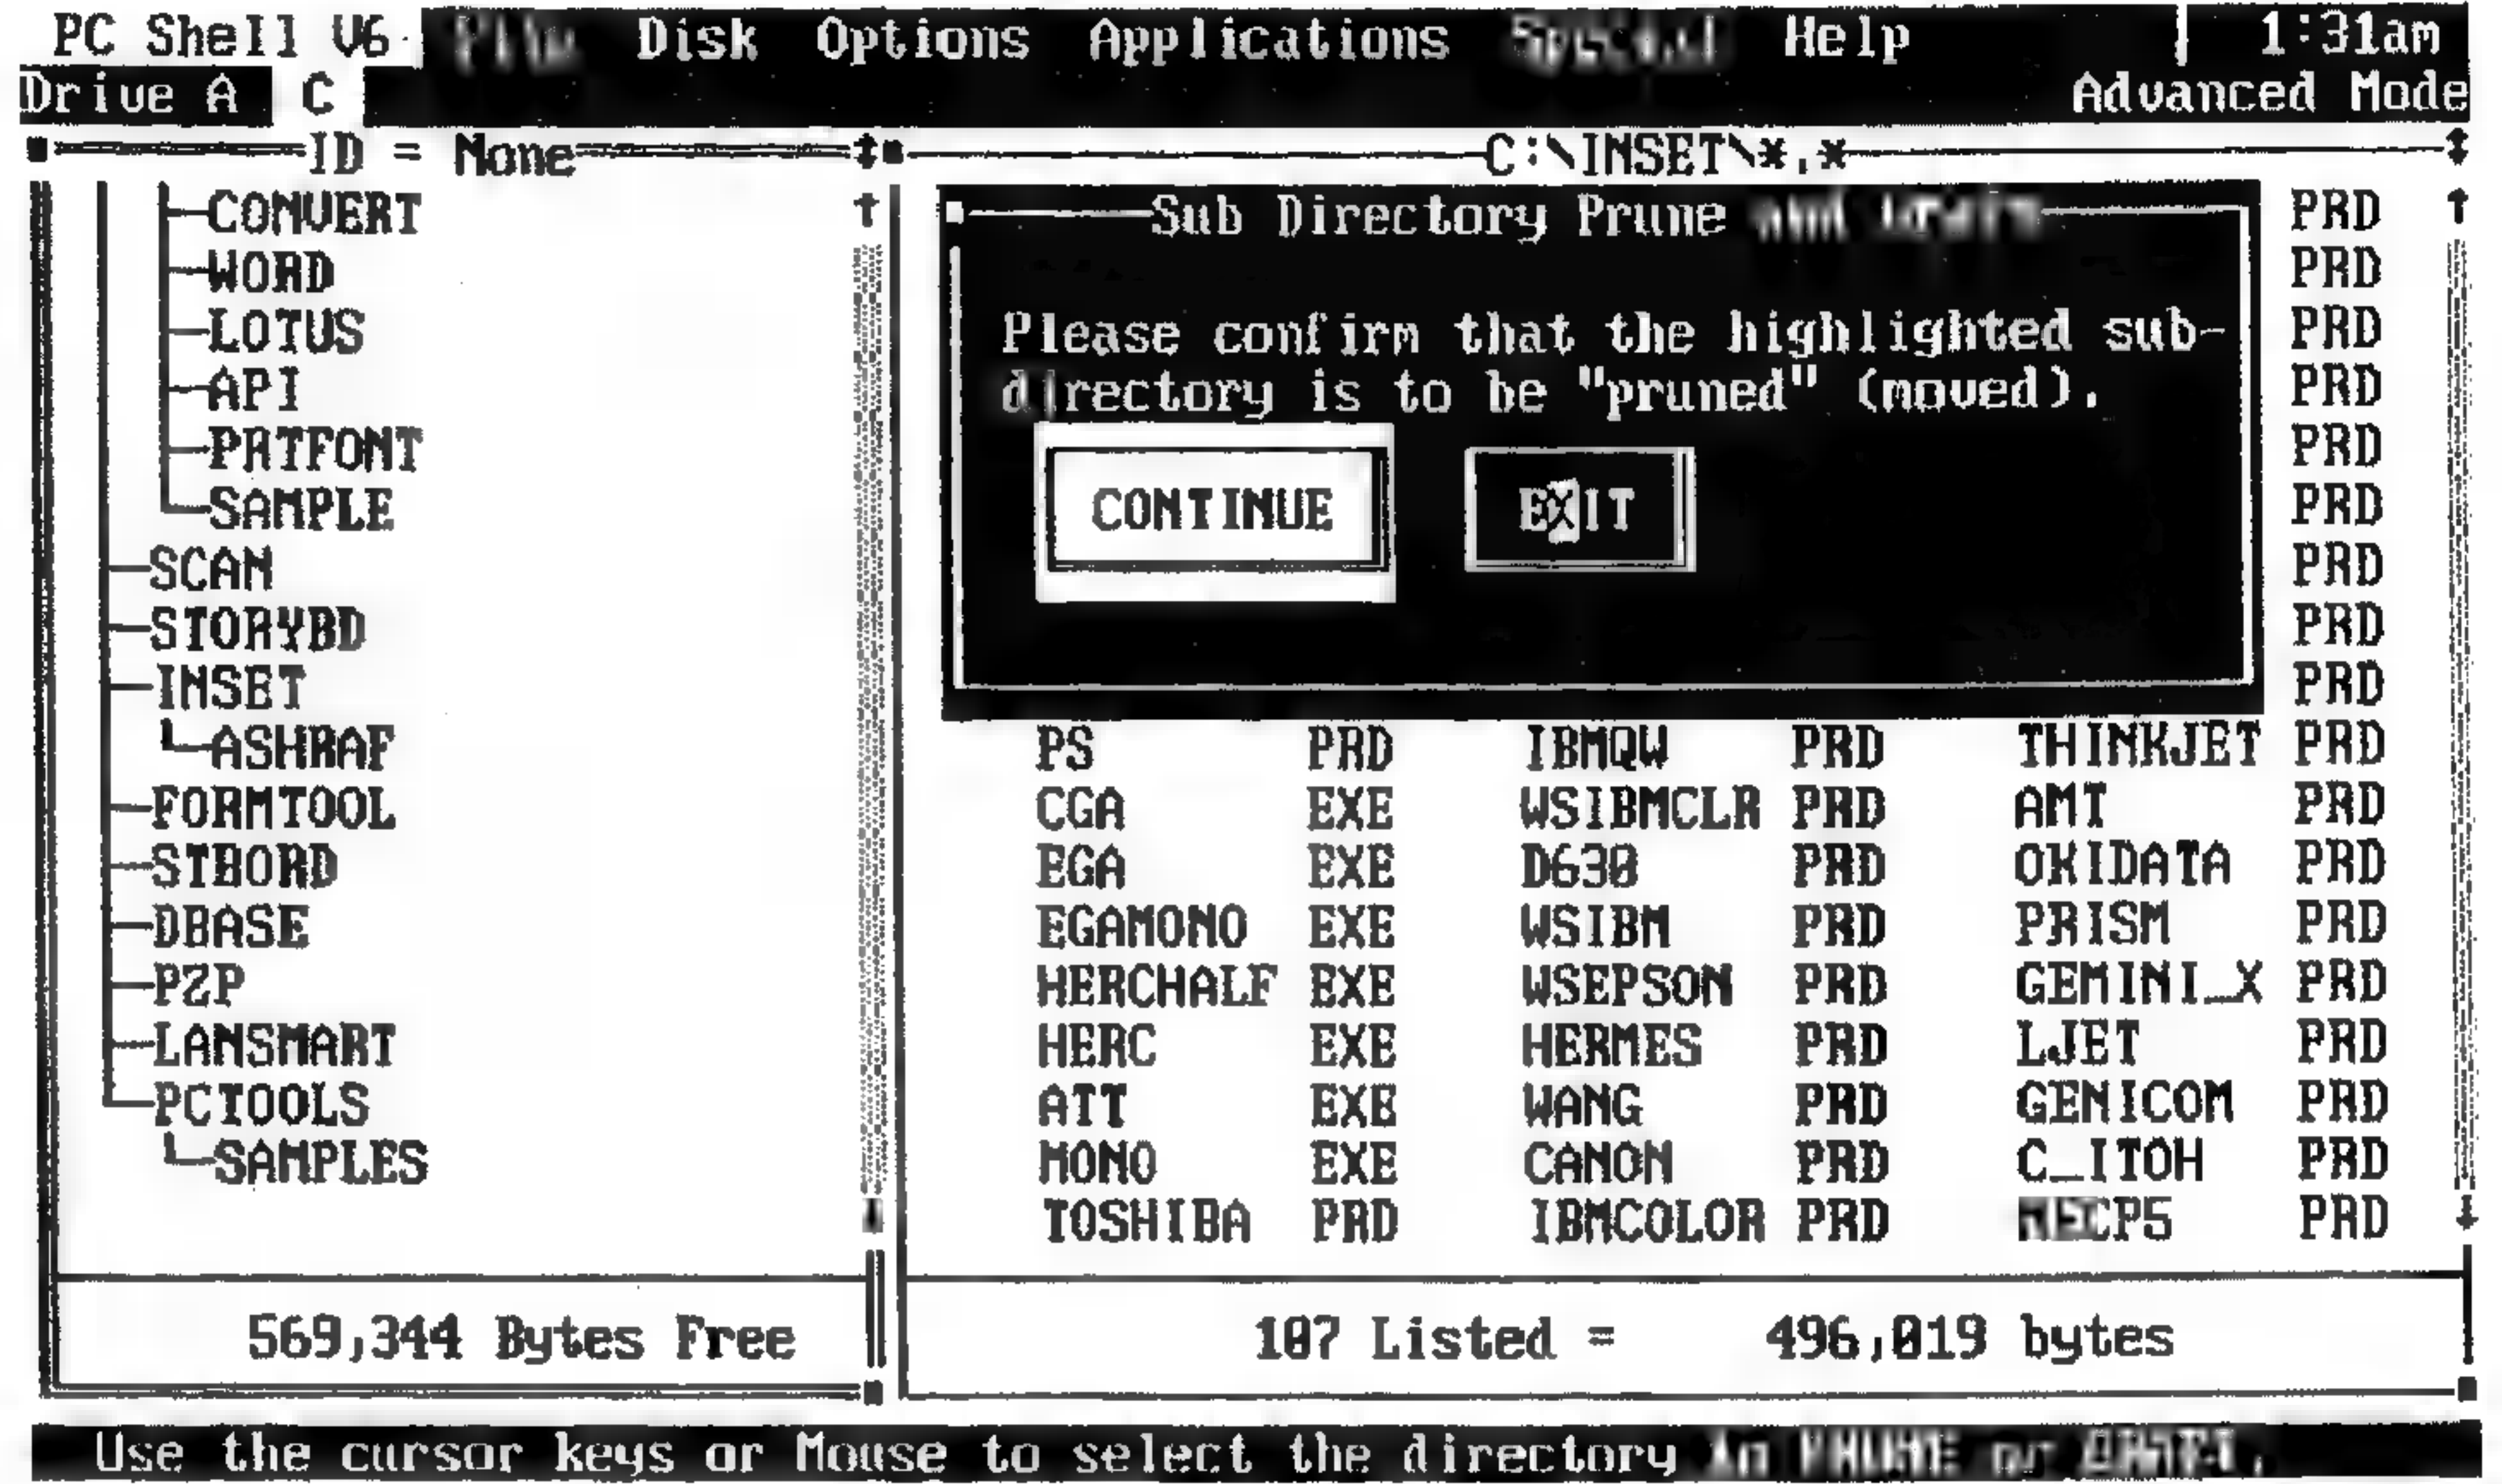 PC Shell V6 Disk Options Applications Help 1:31am
Drive A C Advanced Mode
ID = None
CONVERT
WORD
LOTUS
API
PRTFONT
SAMPLE
SCAN
STORYBD
INSET
ASHRAF
FORMTOOL
STBORD
DBASE
PZP
LANSMART
PCTOOLS
SAMPLES
569,344 Bytes Free
C:\INSET\*.*
Sub Directory Prune
Please confirm that the highlighted sub-
directory is to be "pruned" (moved).
CONTINUE EXIT
PRD
PRD
PRD
PRD
PRD
PRD
PRD
PRD
PRD
PS PRD IBMQW PRD THINKJET PRD
CGA EXE WSIBMCLR PRD AMT PRD
EGA EXE D630 PRD OKIDATA PRD
EGAMONO EXE WSIBM PRD PRISM PRD
HERCHALF EXE WSEPSON PRD GEMINI_X PRD
HERC EXE HERMES PRD LJET PRD
ATT EXE WANG PRD GENICOM PRD
MONO EXE CANON PRD C_ITOH PRD
TOSHIBA PRD IBMCOLOR PRD PRD
107 Listed = 496,019 bytes
Use the cursor keys or Mouse to select the directory